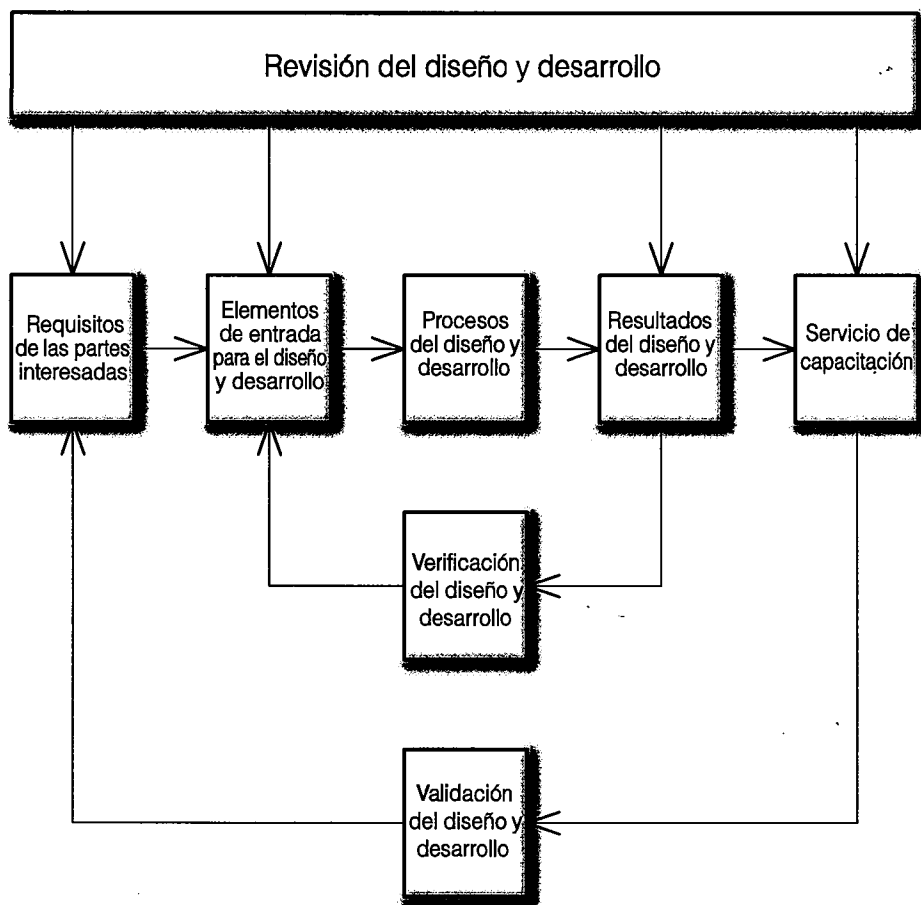 Revisión del diseño y desarrollo
Requisitos
de las partes
interesadas
Elementos
de entrada
para el diseño
y desarrollo
Procesos
del diseño y
desarrollo
Resultados
del diseño y
desarrollo
Servicio de
capacitación
Verificación
del diseño y
desarrollo
Validación
del diseño y
desarrollo